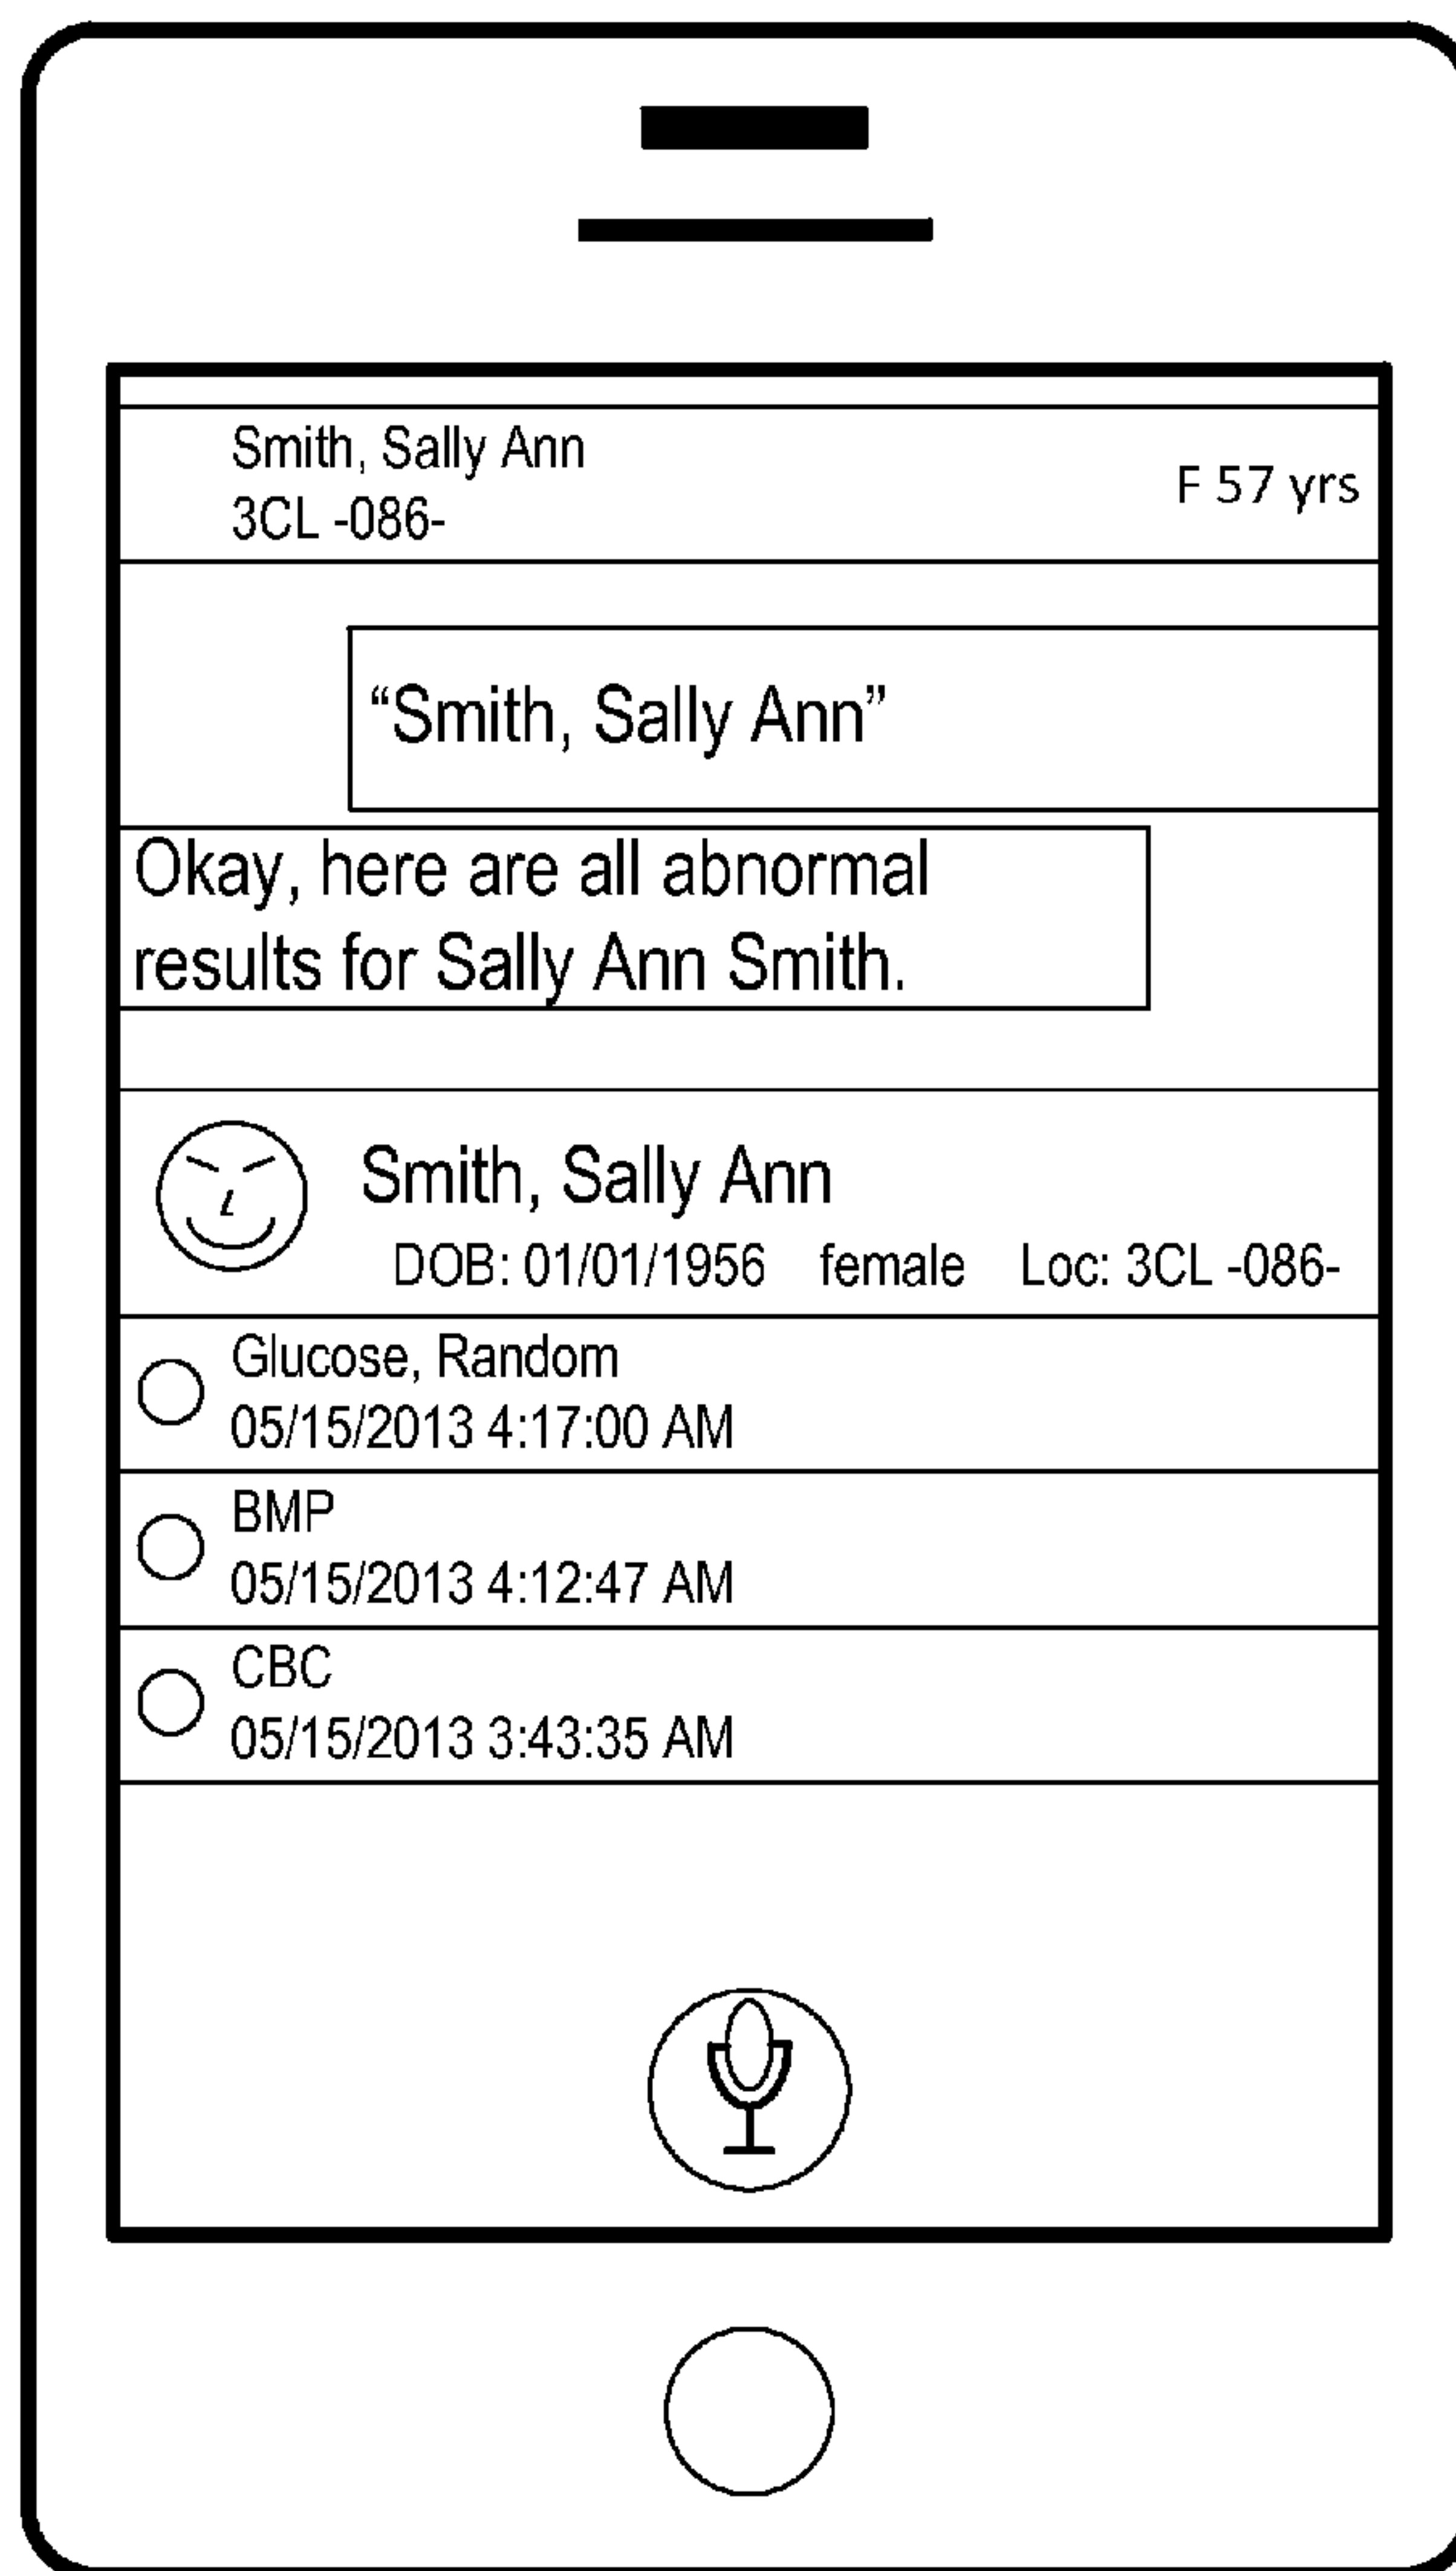 Smith, Sally Ann
3CL -086-
F 57 yrs
“Smith, Sally Ann”
Okay, here are all abnormal
results for Sally Ann Smith.
Smith, Sally Ann
DOB: 01/01/1956 female Loc: 3CL -086-
Glucose, Random
05/15/2013 4:17:00 AM
BMP
05/15/2013 4:12:47 AM
CBC
05/15/2013 3:43:35 AM